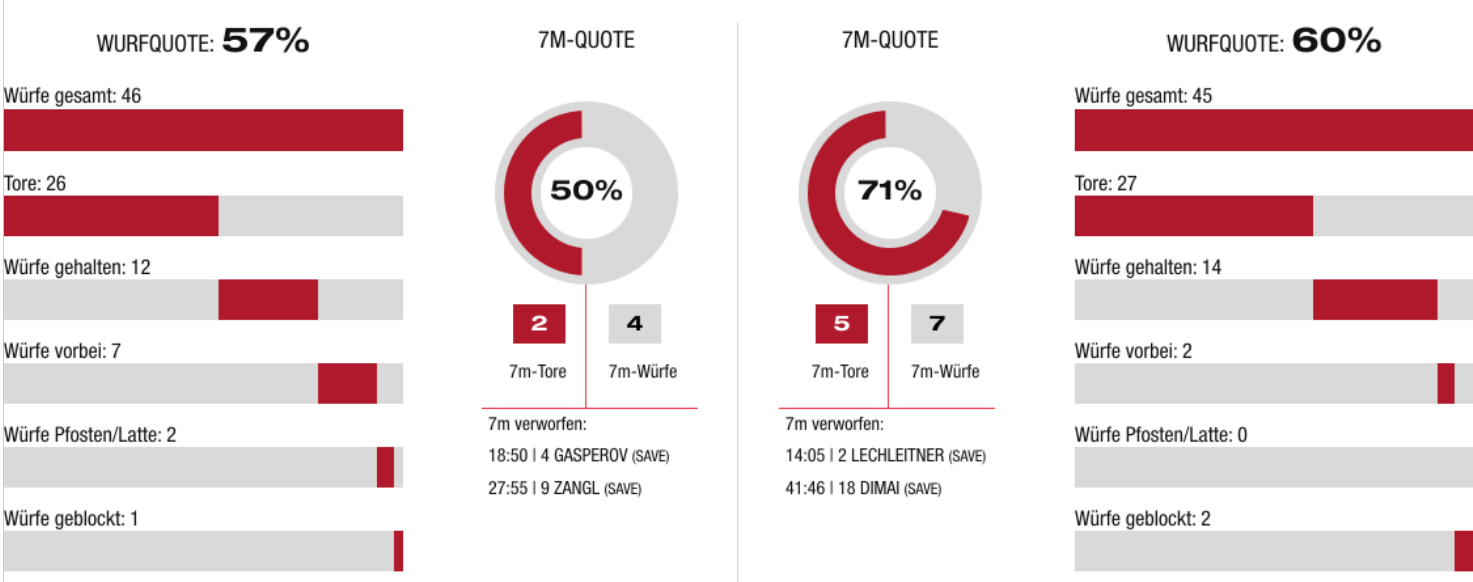 WURFQUOTE: 57%
Würfe gesamt: 46
Tore: 26
Würfe gehalten: 12
Würfe vorbei: 7
Würfe Pfosten/Latte: 2
Würfe geblockt: 1
7M-QUOTE
50%
2
4
7m-Tore
7m-Würfe
7m verworfen:
18:50 | 4 GASPEROV (SAVE)
27:55 | 9 ZANGL (SAVE)
7M-QUOTE
71%
5
7
7m-Tore
7m-Würfe
7m verworfen:
14:05 | 2 LECHLEITNER (SAVE)
41:46 | 18 DIMAI (SAVE)
WURFQUOTE: 60%
Würfe gesamt: 45
Tore: 27
Würfe gehalten: 14
Würfe vorbei: 2
Würfe Pfosten/Latte: 0
Würfe geblockt: 2